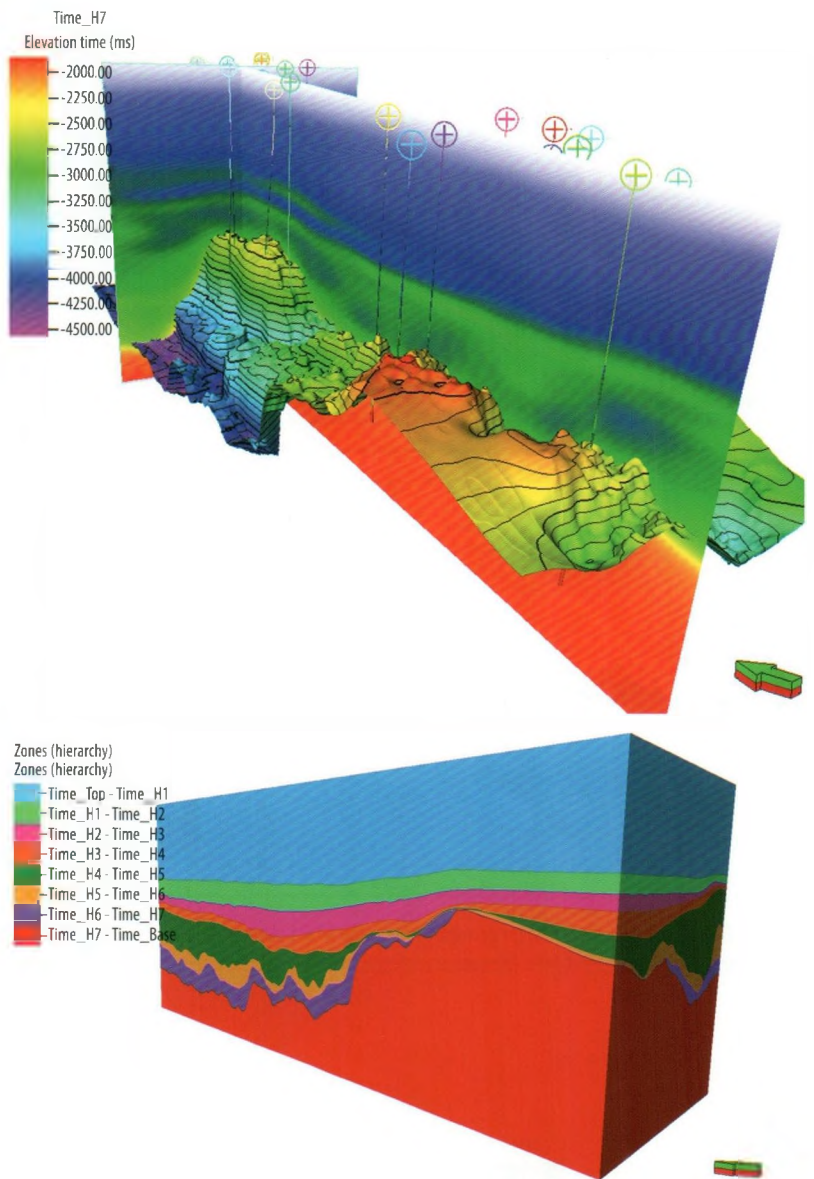 Time_H7
Elevation time (ms)
-2000.00
-2250.00
-2500.00
-2750.00
-3000.00
-3250.00
-3500.00
-3750.00
-4000.00
-4250.00
-4500.00
Zones (hierarchy)
Zones (hierarchy)
Time_Top - Time_H1
Time_H1 - Time_H2
Time_H2 - Time_H3
Time_H3 - Time_H4
Time_H4 - Time_H5
Time_H5 - Time_H6
Time_H6 - Time_H7
Time_H7 - Time_Base